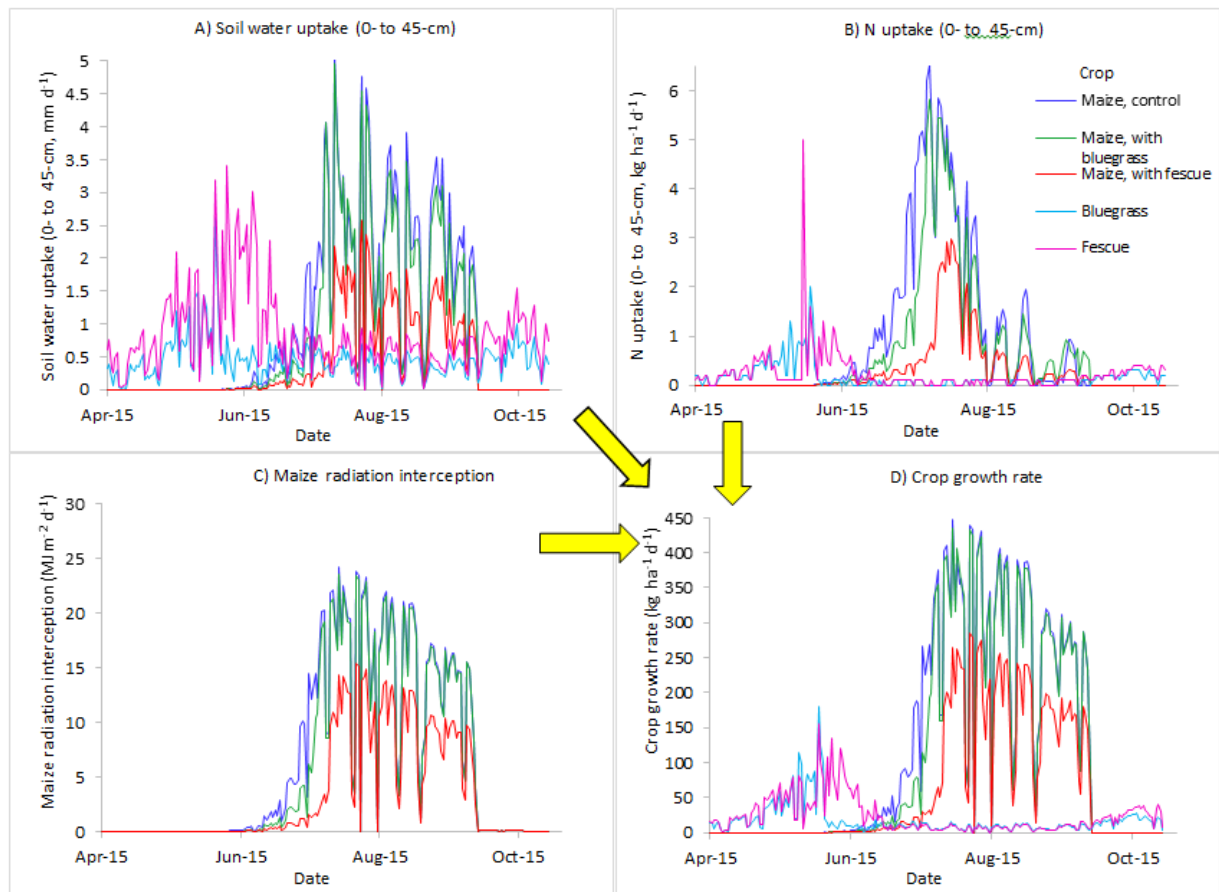 A) Soil water uptake (0- to 45-cm)
Soil water uptake (0- to 45-cm, mm d-1)
5
4.5
4
3.5
3
2.5
2
1.5
1
0.5
0
Apr-15 Jun-15 Aug-15 Oct-15
Date
B) N uptake (0- to 45-cm)
N uptake (0- to 45-cm, kg ha-1 d-1)
6
5
4
3
2
1
0
Apr-15 Jun-15 Aug-15 Oct-15
Date
Crop
Maize, control
Maize, with
bluegrass
Maize, with fescue
Bluegrass
Fescue
C) Maize radiation interception
Maize radiation interception (MJ m-2 d-1)
30
25
20
15
10
5
0
Apr-15 Jun-15 Aug-15 Oct-15
Date
D) Crop growth rate
Crop growth rate (kg ha-1 d-1)
450
400
350
300
250
200
150
100
50
0
Apr-15 Jun-15 Aug-15 Oct-15
Date